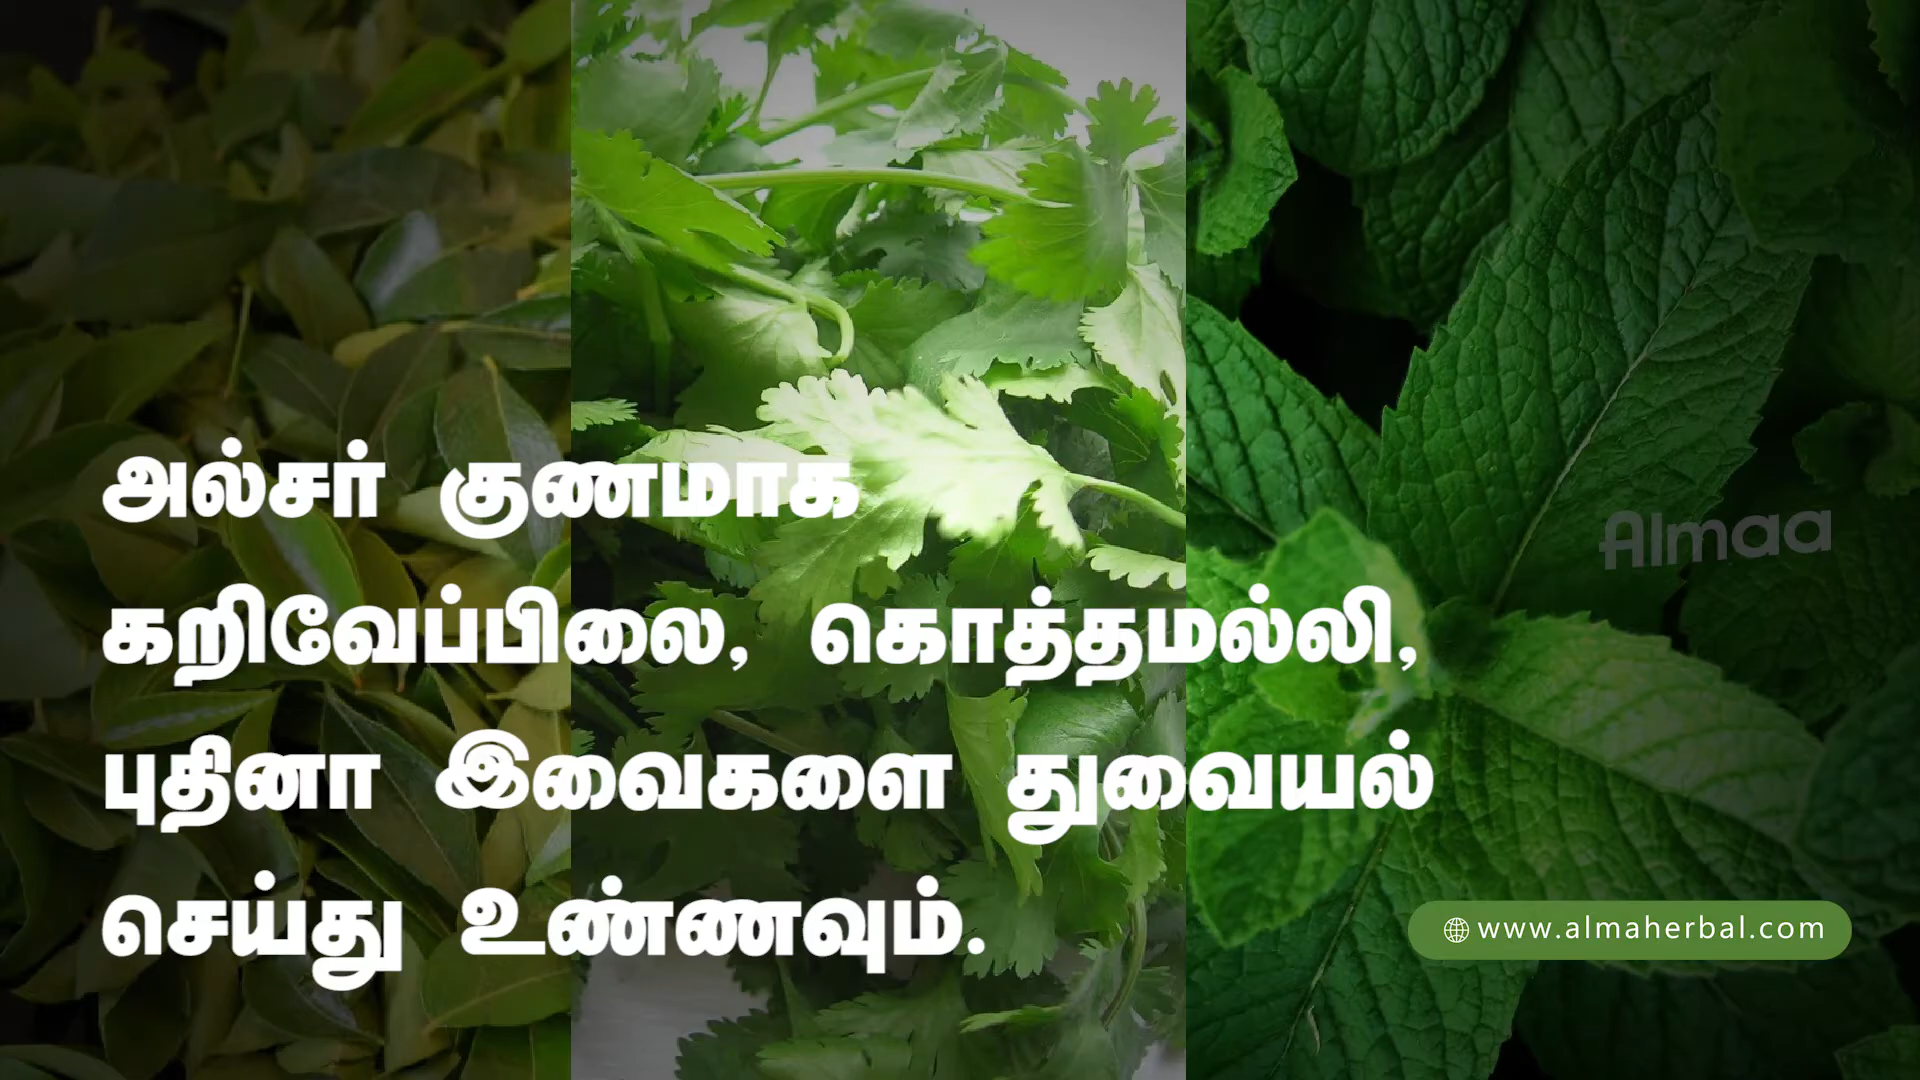 அல்சர் குணமாக
கறிவேப்பிலை, கொத்தமல்லி,
புதினா இவைகளை துவையல்
செய்து உண்ணவும்.
Almaa
www.almaherbal.com